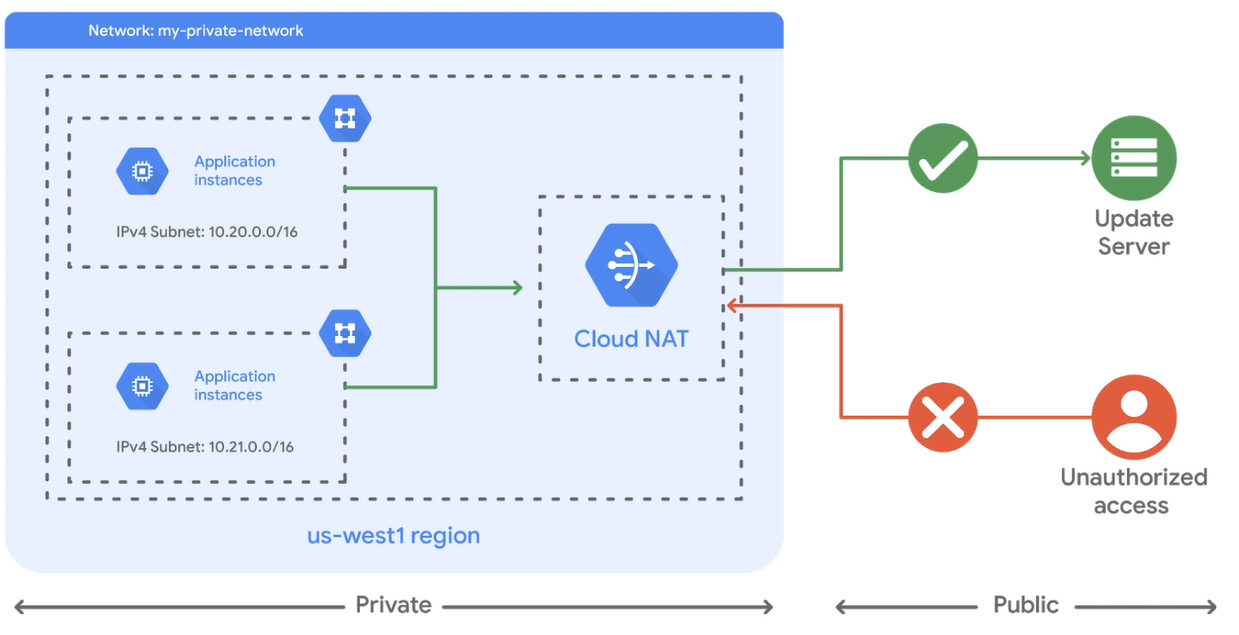 Network: my-private-network
Application
instances
IPv4 Subnet: 10.20.0.0/16
Application
instances
IPv4 Subnet: 10.21.0.0/16
Cloud NAT
us-west1 region
Update
Server
Unauthorized
access
Private
Public